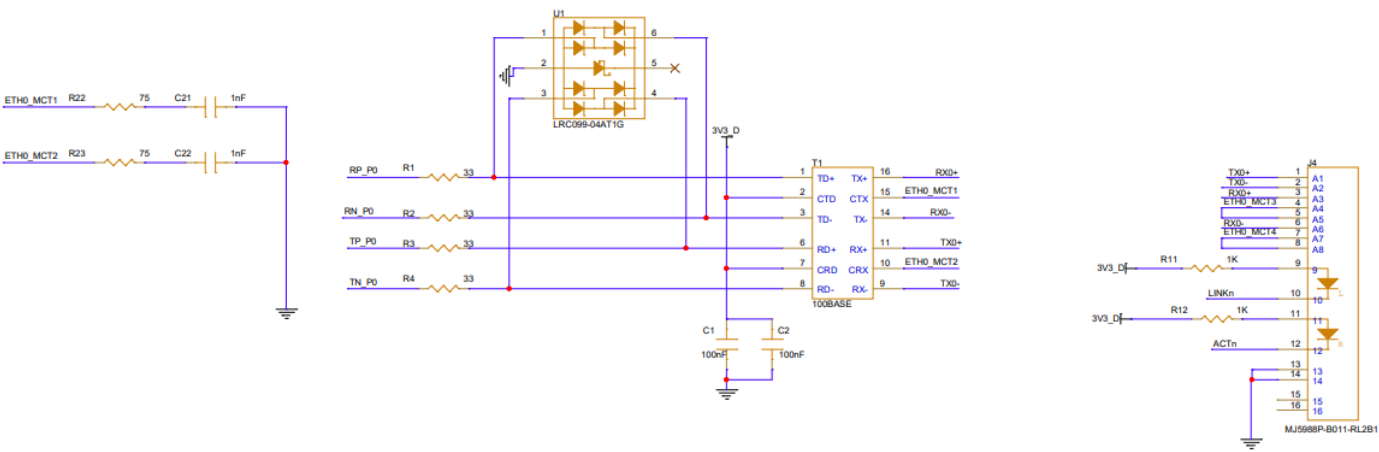 ETH0_MCT1 R22 75 C21 1nF
ETH0_MCT2 R23 75 C22 1nF
U1
1 6
2 5
3 4
LRC099-04AT1G
3V3_D
RP_P0 R1 33
RN_P0 R2 33
TP_P0 R3 33
TN_P0 R4 33
T1
1 TD+ TX+ 16 RX0+
2 CTD CTX 15 ETH0_MCT1
3 TD- TX- 14 RX0-
6 RD+ RX+ 11 TX0+
7 CRD CRX 10 ETH0_MCT2
8 RD- RX- 9 TX0-
100BASE
C1 C2
100nF 100nF
J4
TX0+ 1 A1
TX0- 2 A2
RX0+ 3 A3
ETH0_MCT3 4 A4
5 A5
RX0- 6 A6
ETH0_MCT4 7 A7
8 A8
3V3_D R11 1K 9 9
L
LINKn 10 10
3V3_D R12 1K 11 11
R
ACTn 12 12
13 13
14 14
15 15
16 16
MJ5988P-B011-RL2B1